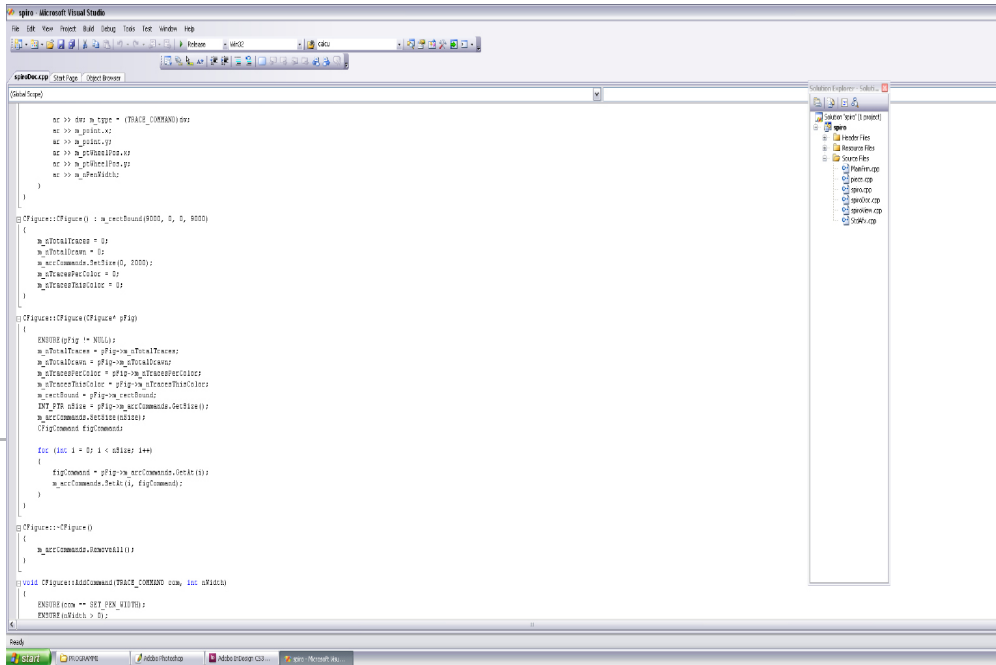 spiro - Microsoft Visual Studio
File Edit View Project Build Debug Tools Test Window Help
Release Win32 calcu
spiroDoc.cpp Start Page Object Browser
(Global Scope)
ar >> dw; m_type = (TRACE_COMMAND)dw;
ar >> m_point.x;
ar >> m_point.y;
ar >> m_ptWheelPos.x;
ar >> m_ptWheelPos.y;
ar >> m_nPenWidth;
}
}
CFigure::CFigure() : m_rectBound(9000, 0, 0, 9000)
{
m_nTotalTraces = 0;
m_nTotalDrawn = 0;
m_arrCommands.SetSize(0, 2000);
m_nTracesPerColor = 0;
m_nTracesThisColor = 0;
}
CFigure::CFigure(CFigure* pFig)
{
ENSURE(pFig != NULL);
m_nTotalTraces = pFig->m_nTotalTraces;
m_nTotalDrawn = pFig->m_nTotalDrawn;
m_nTracesPerColor = pFig->m_nTracesPerColor;
m_nTracesThisColor = pFig->m_nTracesThisColor;
m_rectBound = pFig->m_rectBound;
INT_PTR nSize = pFig->m_arrCommands.GetSize();
m_arrCommands.SetSize(nSize);
CFigCommand figCommand;
for (int i = 0; i < nSize; i++)
{
figCommand = pFig->m_arrCommands.GetAt(i);
m_arrCommands.SetAt(i, figCommand);
}
}
CFigure::~CFigure()
{
m_arrCommands.RemoveAll();
}
void CFigure::AddCommand(TRACE_COMMAND com, int nWidth)
{
ENSURE(com == SET_PEN_WIDTH);
ENSURE(nWidth > 0);
Solution Explorer - Soluti...
Solution 'spiro' (1 project)
spiro
Header Files
Resource Files
Source Files
MainFrm.cpp
piece.cpp
spiro.cpp
spiroDoc.cpp
spiroView.cpp
StdAfx.cpp
Ready
start PROGRAMME Adobe Photoshop Adobe InDesign CS3 ... spiro - Microsoft Visu...